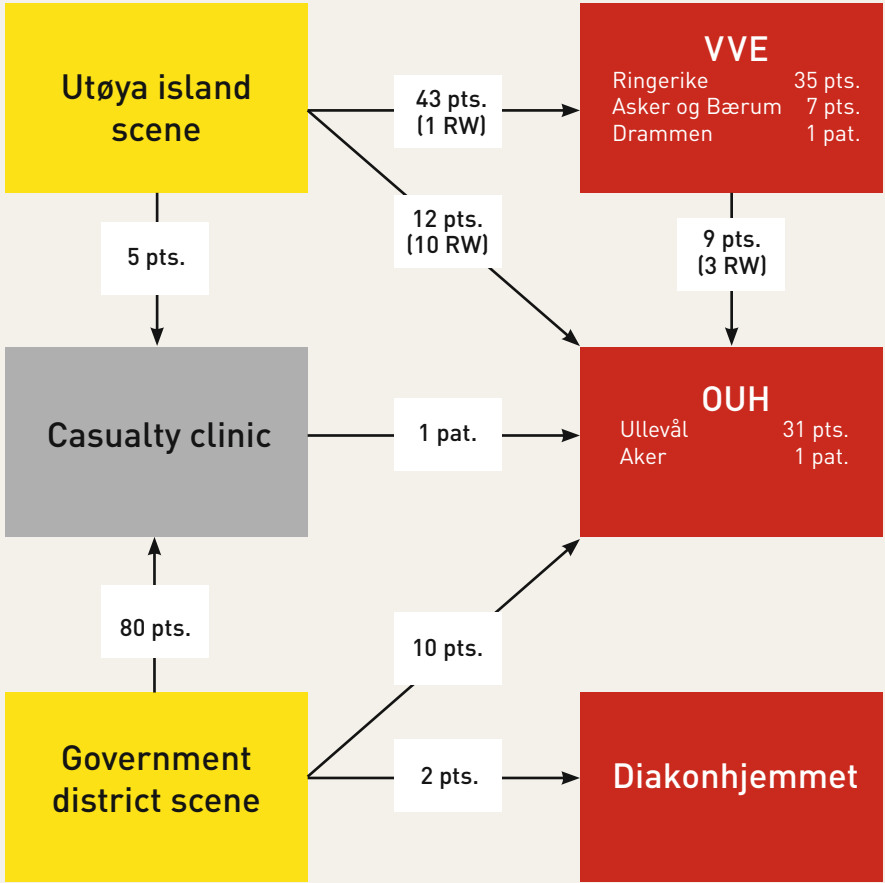 Utøya island
scene
43 pts.
(1 RW)
VVE
Ringerike 35 pts.
Asker og Bærum 7 pts.
Drammen 1 pat.
5 pts.
12 pts.
(10 RW)
9 pts.
(3 RW)
Casualty clinic
1 pat.
OUH
Ullevål 31 pts.
Aker 1 pat.
80 pts.
10 pts.
Government
district scene
2 pts.
Diakonhjemmet